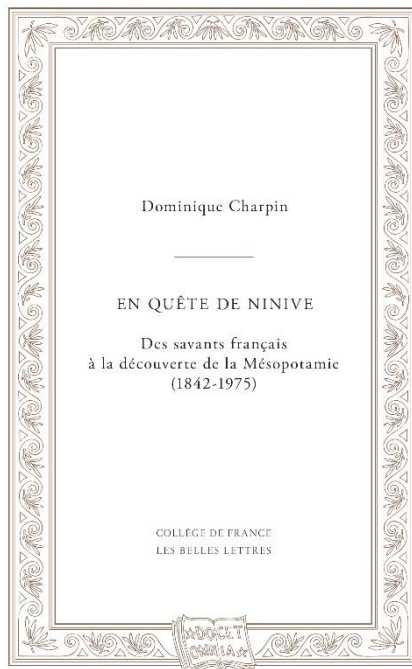 Dominique Charpin
EN QUÊTE DE NINIVE
Des savants français
à la découverte de la Mésopotamie
(1842-1975)
COLLÈGE DE FRANCE
LES BELLES LETTRES
DOCET
OMNIA